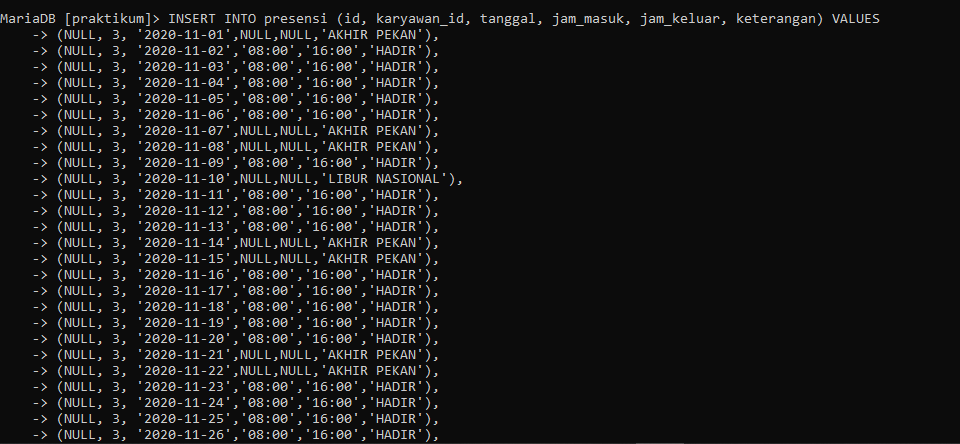 MariaDB [praktikum]> INSERT INTO presensi (id, karyawan_id, tanggal, jam_masuk, jam_keluar, keterangan) VALUES
-> (NULL, 3, '2020-11-01',NULL,NULL,'AKHIR PEKAN'),
-> (NULL, 3, '2020-11-02','08:00','16:00','HADIR'),
-> (NULL, 3, '2020-11-03','08:00','16:00','HADIR'),
-> (NULL, 3, '2020-11-04','08:00','16:00','HADIR'),
-> (NULL, 3, '2020-11-05','08:00','16:00','HADIR'),
-> (NULL, 3, '2020-11-06','08:00','16:00','HADIR'),
-> (NULL, 3, '2020-11-07',NULL,NULL,'AKHIR PEKAN'),
-> (NULL, 3, '2020-11-08',NULL,NULL,'AKHIR PEKAN'),
-> (NULL, 3, '2020-11-09','08:00','16:00','HADIR'),
-> (NULL, 3, '2020-11-10',NULL,NULL,'LIBUR NASIONAL'),
-> (NULL, 3, '2020-11-11','08:00','16:00','HADIR'),
-> (NULL, 3, '2020-11-12','08:00','16:00','HADIR'),
-> (NULL, 3, '2020-11-13','08:00','16:00','HADIR'),
-> (NULL, 3, '2020-11-14',NULL,NULL,'AKHIR PEKAN'),
-> (NULL, 3, '2020-11-15',NULL,NULL,'AKHIR PEKAN'),
-> (NULL, 3, '2020-11-16','08:00','16:00','HADIR'),
-> (NULL, 3, '2020-11-17','08:00','16:00','HADIR'),
-> (NULL, 3, '2020-11-18','08:00','16:00','HADIR'),
-> (NULL, 3, '2020-11-19','08:00','16:00','HADIR'),
-> (NULL, 3, '2020-11-20','08:00','16:00','HADIR'),
-> (NULL, 3, '2020-11-21',NULL,NULL,'AKHIR PEKAN'),
-> (NULL, 3, '2020-11-22',NULL,NULL,'AKHIR PEKAN'),
-> (NULL, 3, '2020-11-23','08:00','16:00','HADIR'),
-> (NULL, 3, '2020-11-24','08:00','16:00','HADIR'),
-> (NULL, 3, '2020-11-25','08:00','16:00','HADIR'),
-> (NULL, 3, '2020-11-26','08:00','16:00','HADIR'),